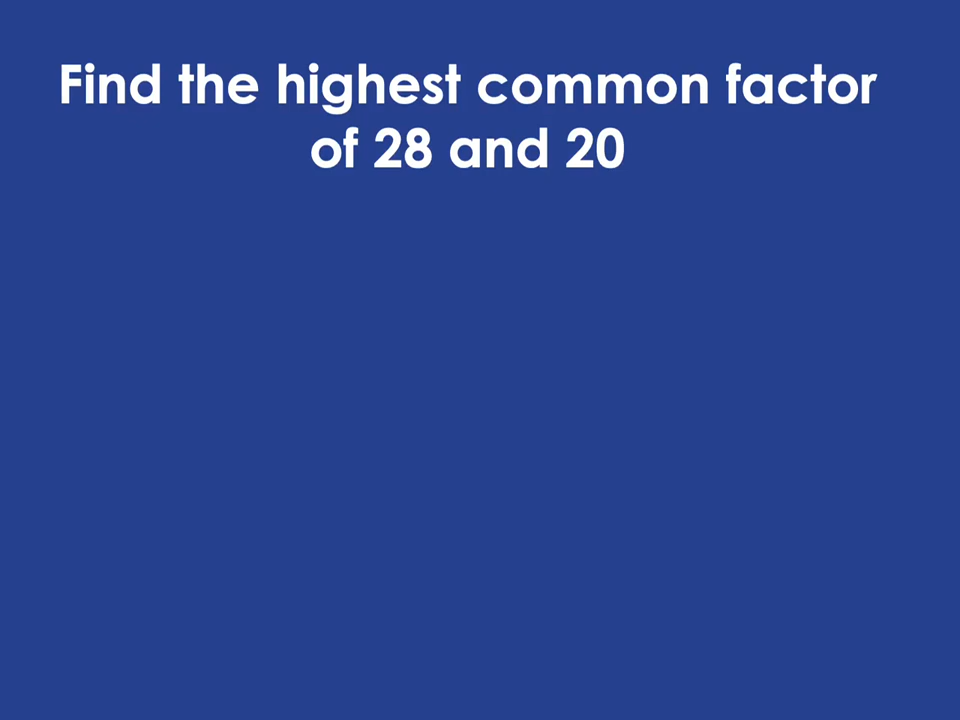 Find the highest common factor
of 28 and 20